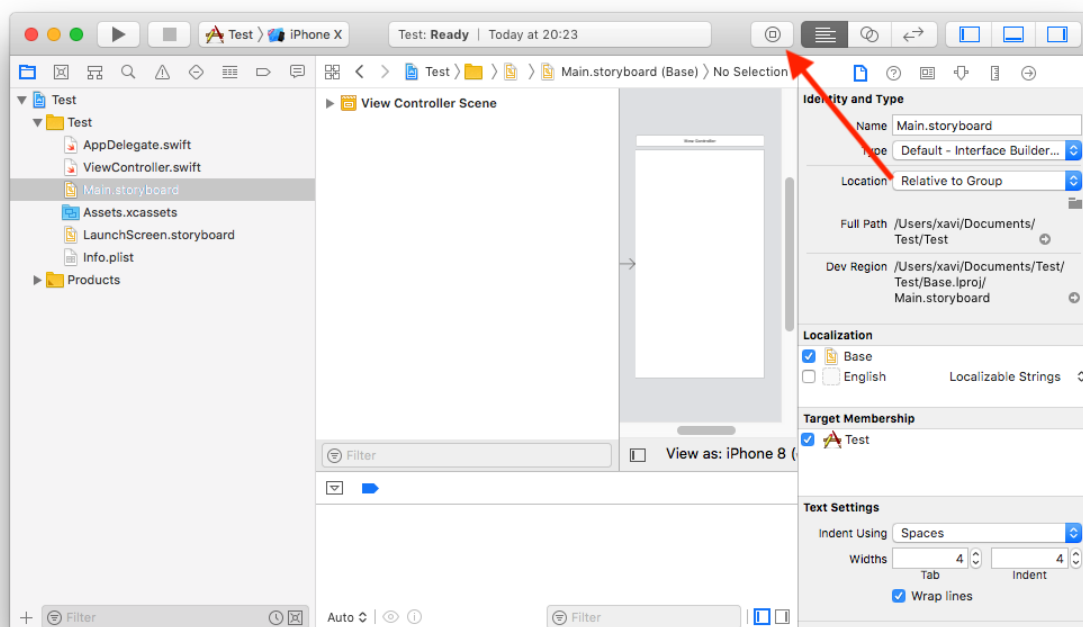 Test 〉 iPhone X
Test: Ready | Today at 20:23
Test 〉 〉 〉 Main.storyboard (Base) 〉 No Selection
Test
Test
AppDelegate.swift
ViewController.swift
Main.storyboard
Assets.xcassets
LaunchScreen.storyboard
Info.plist
Products
Filter
View Controller Scene
Filter
View Controller
View as: iPhone 8 (
Auto
Filter
Identity and Type
Name Main.storyboard
Type Default - Interface Builder...
Location Relative to Group
Full Path /Users/xavi/Documents/
Test/Test
Dev Region /Users/xavi/Documents/Test/
Test/Base.lproj/
Main.storyboard
Localization
Base
English Localizable Strings
Target Membership
Test
Text Settings
Indent Using Spaces
Widths 4 4
Tab Indent
Wrap lines